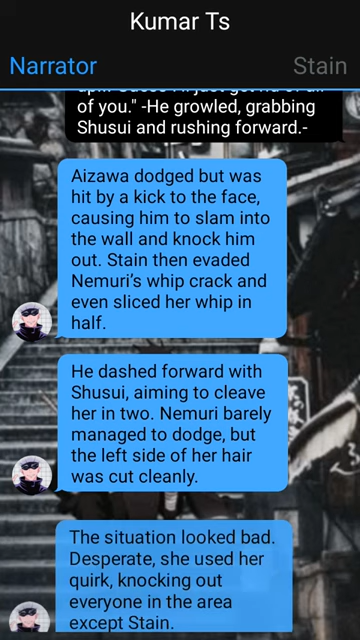 Kumar Ts
Narrator
Stain
of you." -He growled, grabbing
Shusui and rushing forward.-
Aizawa dodged but was
hit by a kick to the face,
causing him to slam into
the wall and knock him
out. Stain then evaded
Nemuri's whip crack and
even sliced her whip in
half.
He dashed forward with
Shusui, aiming to cleave
her in two. Nemuri barely
managed to dodge, but
the left side of her hair
was cut cleanly.
The situation looked bad.
Desperate, she used her
quirk, knocking out
everyone in the area
except Stain.